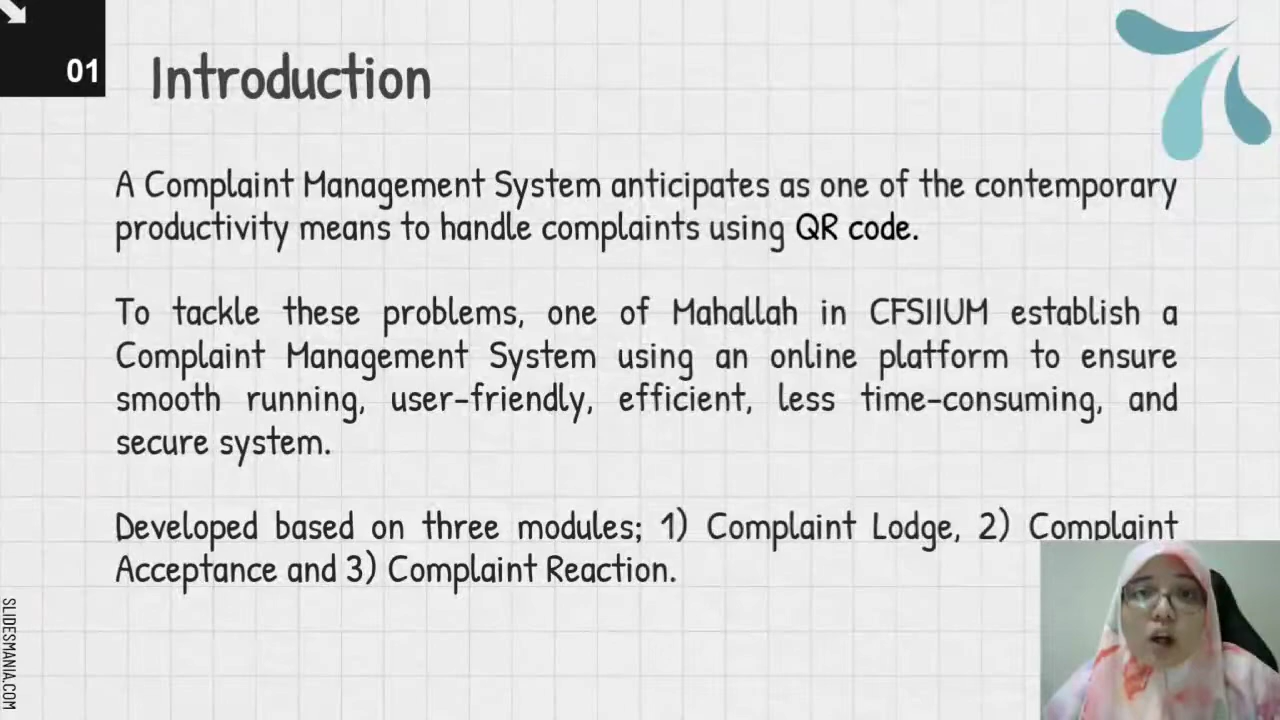 01
Introduction
A Complaint Management System anticipates as one of the contemporary
productivity means to handle complaints using QR code.
To tackle these problems, one of Mahallah in CFSIIUM establish a
Complaint Management System using an online platform to ensure
smooth running, user-friendly, efficient, less time-consuming, and
secure system.
Developed based on three modules; 1) Complaint Lodge, 2) Complaint
Acceptance and 3) Complaint Reaction.
SLIDESMANIA.COM